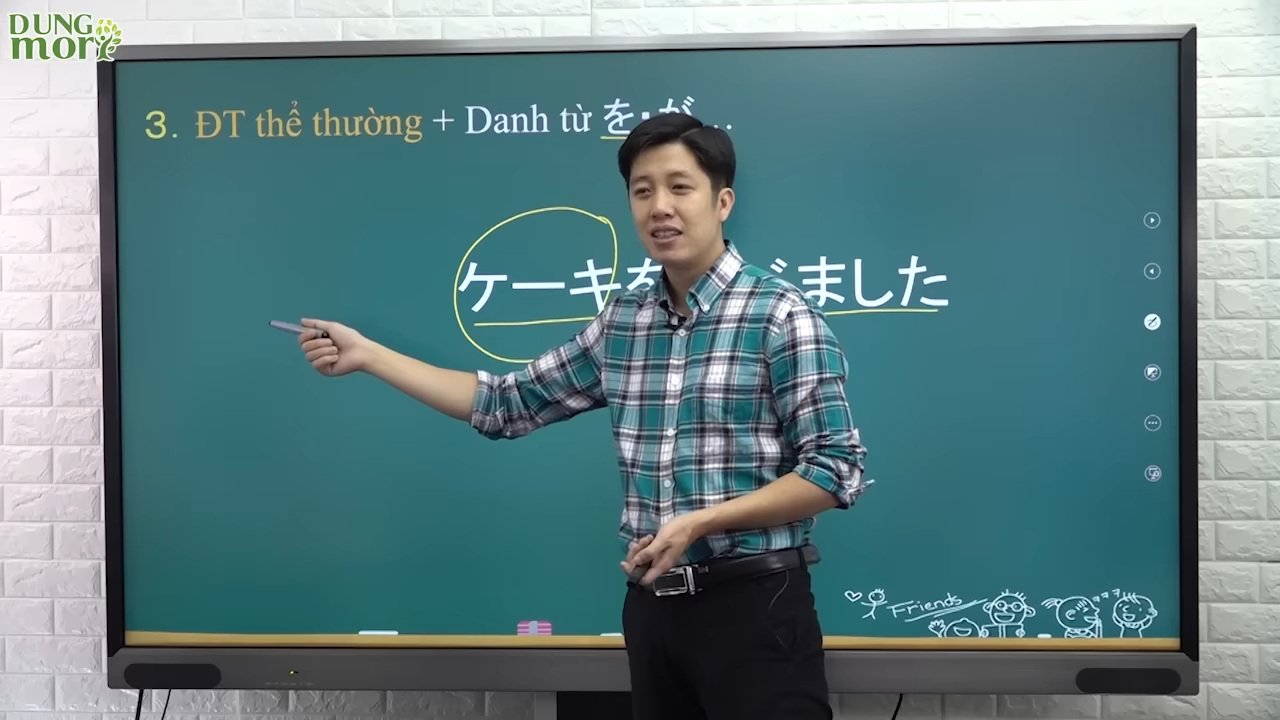 DUNG
mori
3. ĐT thể thường + Danh từ を・が…
ケーキを ました
Friends